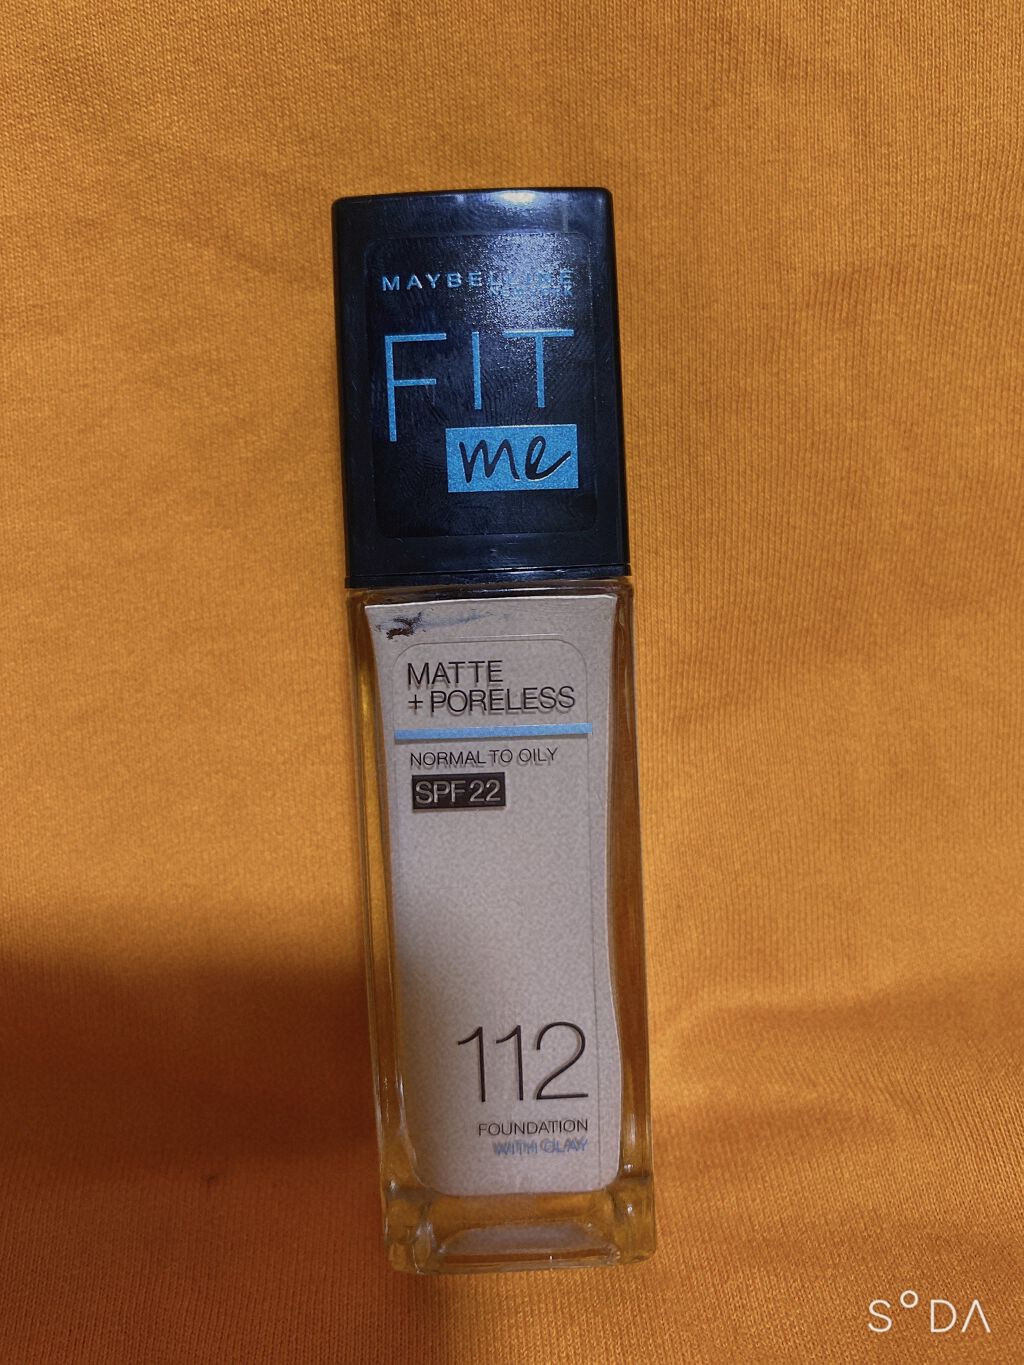 MAYBELLINE
FIT
me
MATTE
+ PORELESS
NORMAL TO OILY
SPF 22
112
FOUNDATION
WITH CLAY
S°DA